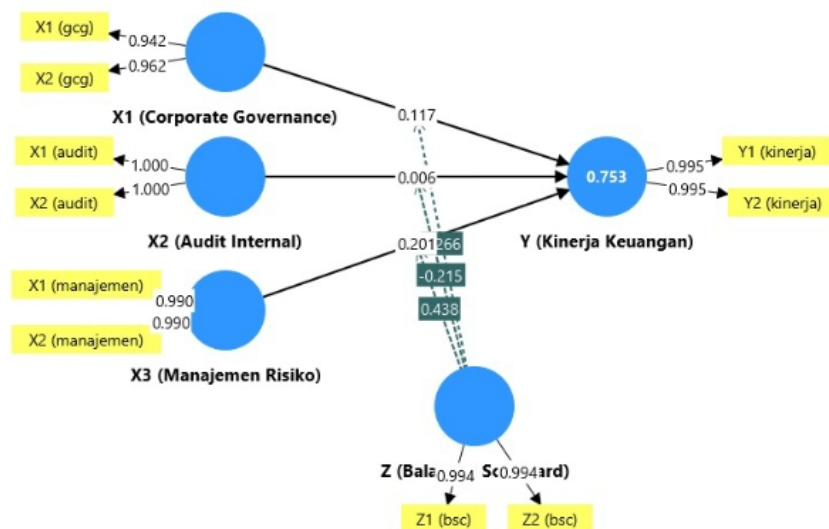 X1 (gcg)
0.942
X2 (gcg)
0.962
X1 (Corporate Governance)
0.117
X1 (audit)
1.000
X2 (audit)
1.000
X2 (Audit Internal)
0.006
0.753
Y (Kinerja Keuangan)
0.995
Y1 (kinerja)
0.995
Y2 (kinerja)
0.201
266
-0.215
0.438
X1 (manajemen)
0.990
0.990
X2 (manajemen)
X3 (Manajemen Risiko)
Z (Bala
0.994
0.994
Z1 (bsc)
Z2 (bsc)